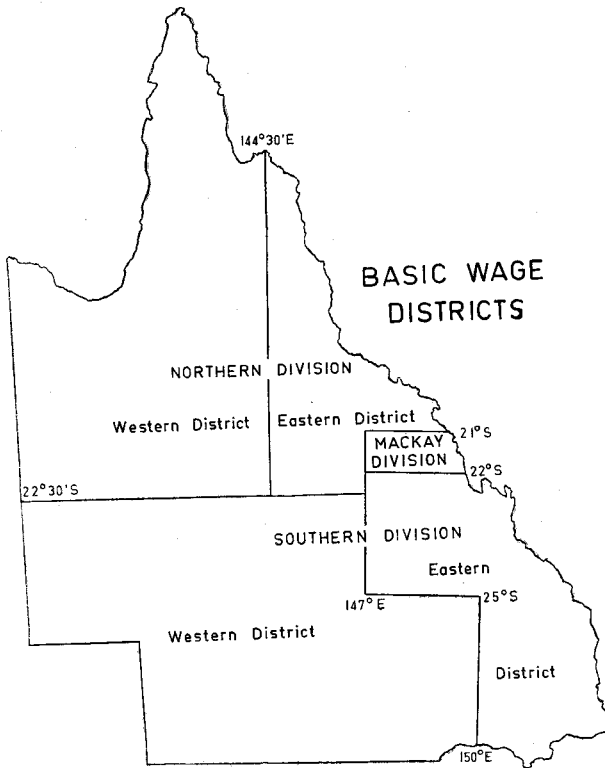 144°30'E
BASIC WAGE
DISTRICTS
NORTHERN DIVISION
Western District
Eastern District
21°S
MACKAY
DIVISION
22°S
22°30'S
SOUTHERN DIVISION
Eastern
147°E
25°S
Western District
District
150°E